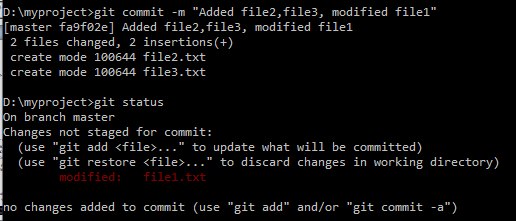 D:\myproject>git commit -m "Added file2,file3, modified file1"
[master fa9f02e] Added file2,file3, modified file1
 2 files changed, 2 insertions(+)
 create mode 100644 file2.txt
 create mode 100644 file3.txt
D:\myproject>git status
On branch master
Changes not staged for commit:
  (use "git add <file>..." to update what will be committed)
  (use "git restore <file>..." to discard changes in working directory)
        modified:   file1.txt
no changes added to commit (use "git add" and/or "git commit -a")